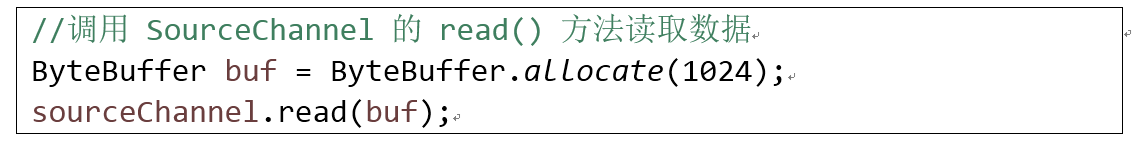 //调用 SourceChannel 的 read() 方法读取数据
ByteBuffer buf = ByteBuffer.allocate(1024);
sourceChannel.read(buf);